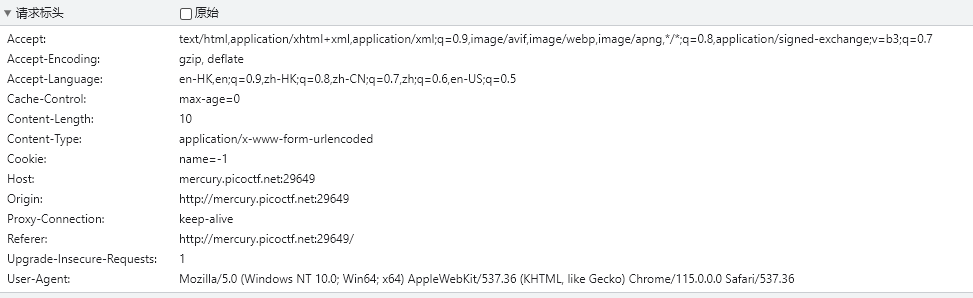 ▼ 请求标头 原始
Accept: text/html,application/xhtml+xml,application/xml;q=0.9,image/avif,image/webp,image/apng,*/*;q=0.8,application/signed-exchange;v=b3;q=0.7
Accept-Encoding: gzip, deflate
Accept-Language: en-HK,en;q=0.9,zh-HK;q=0.8,zh-CN;q=0.7,zh;q=0.6,en-US;q=0.5
Cache-Control: max-age=0
Content-Length: 10
Content-Type: application/x-www-form-urlencoded
Cookie: name=-1
Host: mercury.picoctf.net:29649
Origin: http://mercury.picoctf.net:29649
Proxy-Connection: keep-alive
Referer: http://mercury.picoctf.net:29649/
Upgrade-Insecure-Requests: 1
User-Agent: Mozilla/5.0 (Windows NT 10.0; Win64; x64) AppleWebKit/537.36 (KHTML, like Gecko) Chrome/115.0.0.0 Safari/537.36